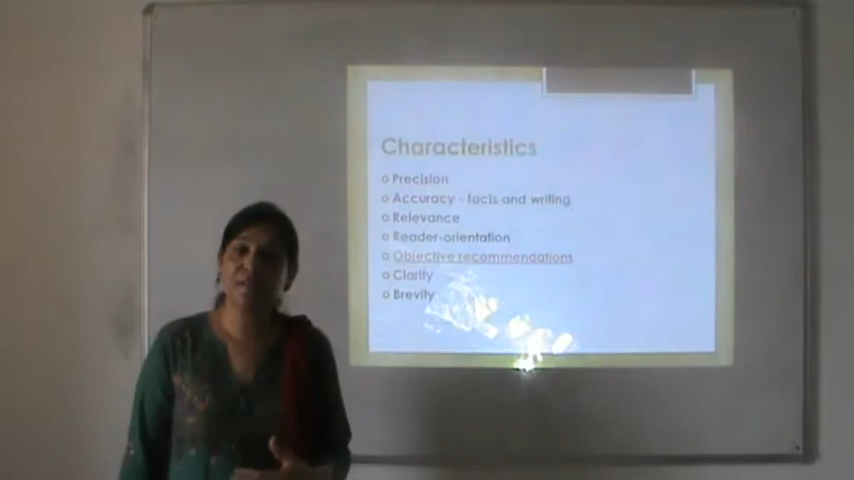 Characteristics
Precision
Accuracy - facts and writing
Relevance
Reader-orientation
Objective recommendations
Clarity
Brevity